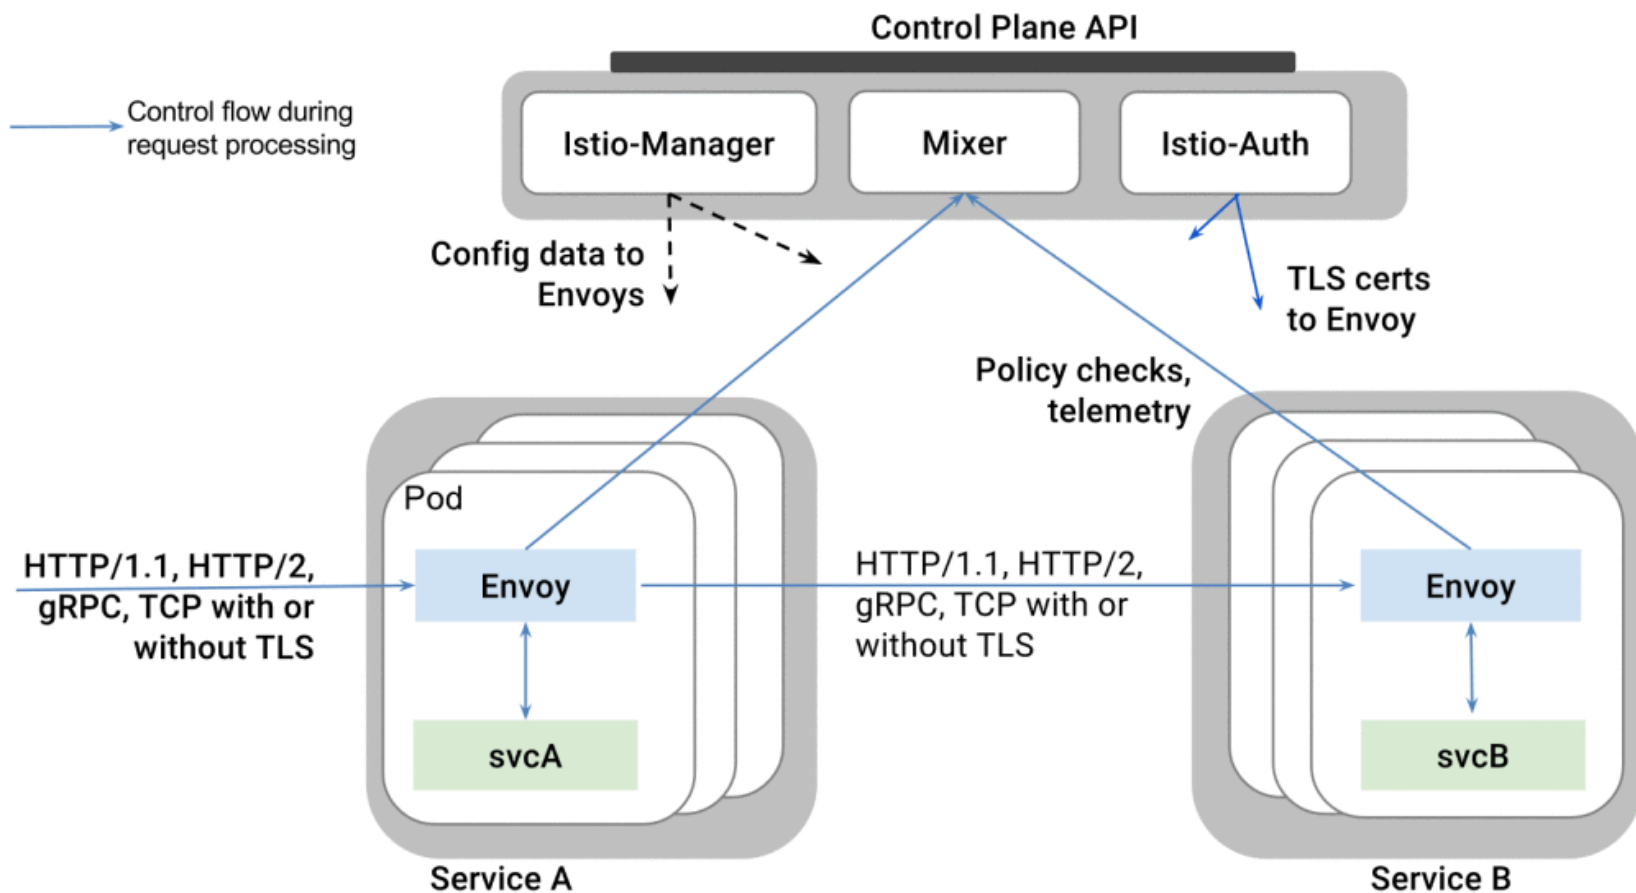 Control Plane API
Control flow during
request processing
Istio-Manager
Mixer
Istio-Auth
Config data to
Envoys
TLS certs
to Envoy
Policy checks,
telemetry
Pod
HTTP/1.1, HTTP/2,
gRPC, TCP with or
without TLS
Envoy
HTTP/1.1, HTTP/2,
gRPC, TCP with or
without TLS
Envoy
svcA
svcB
Service A
Service B